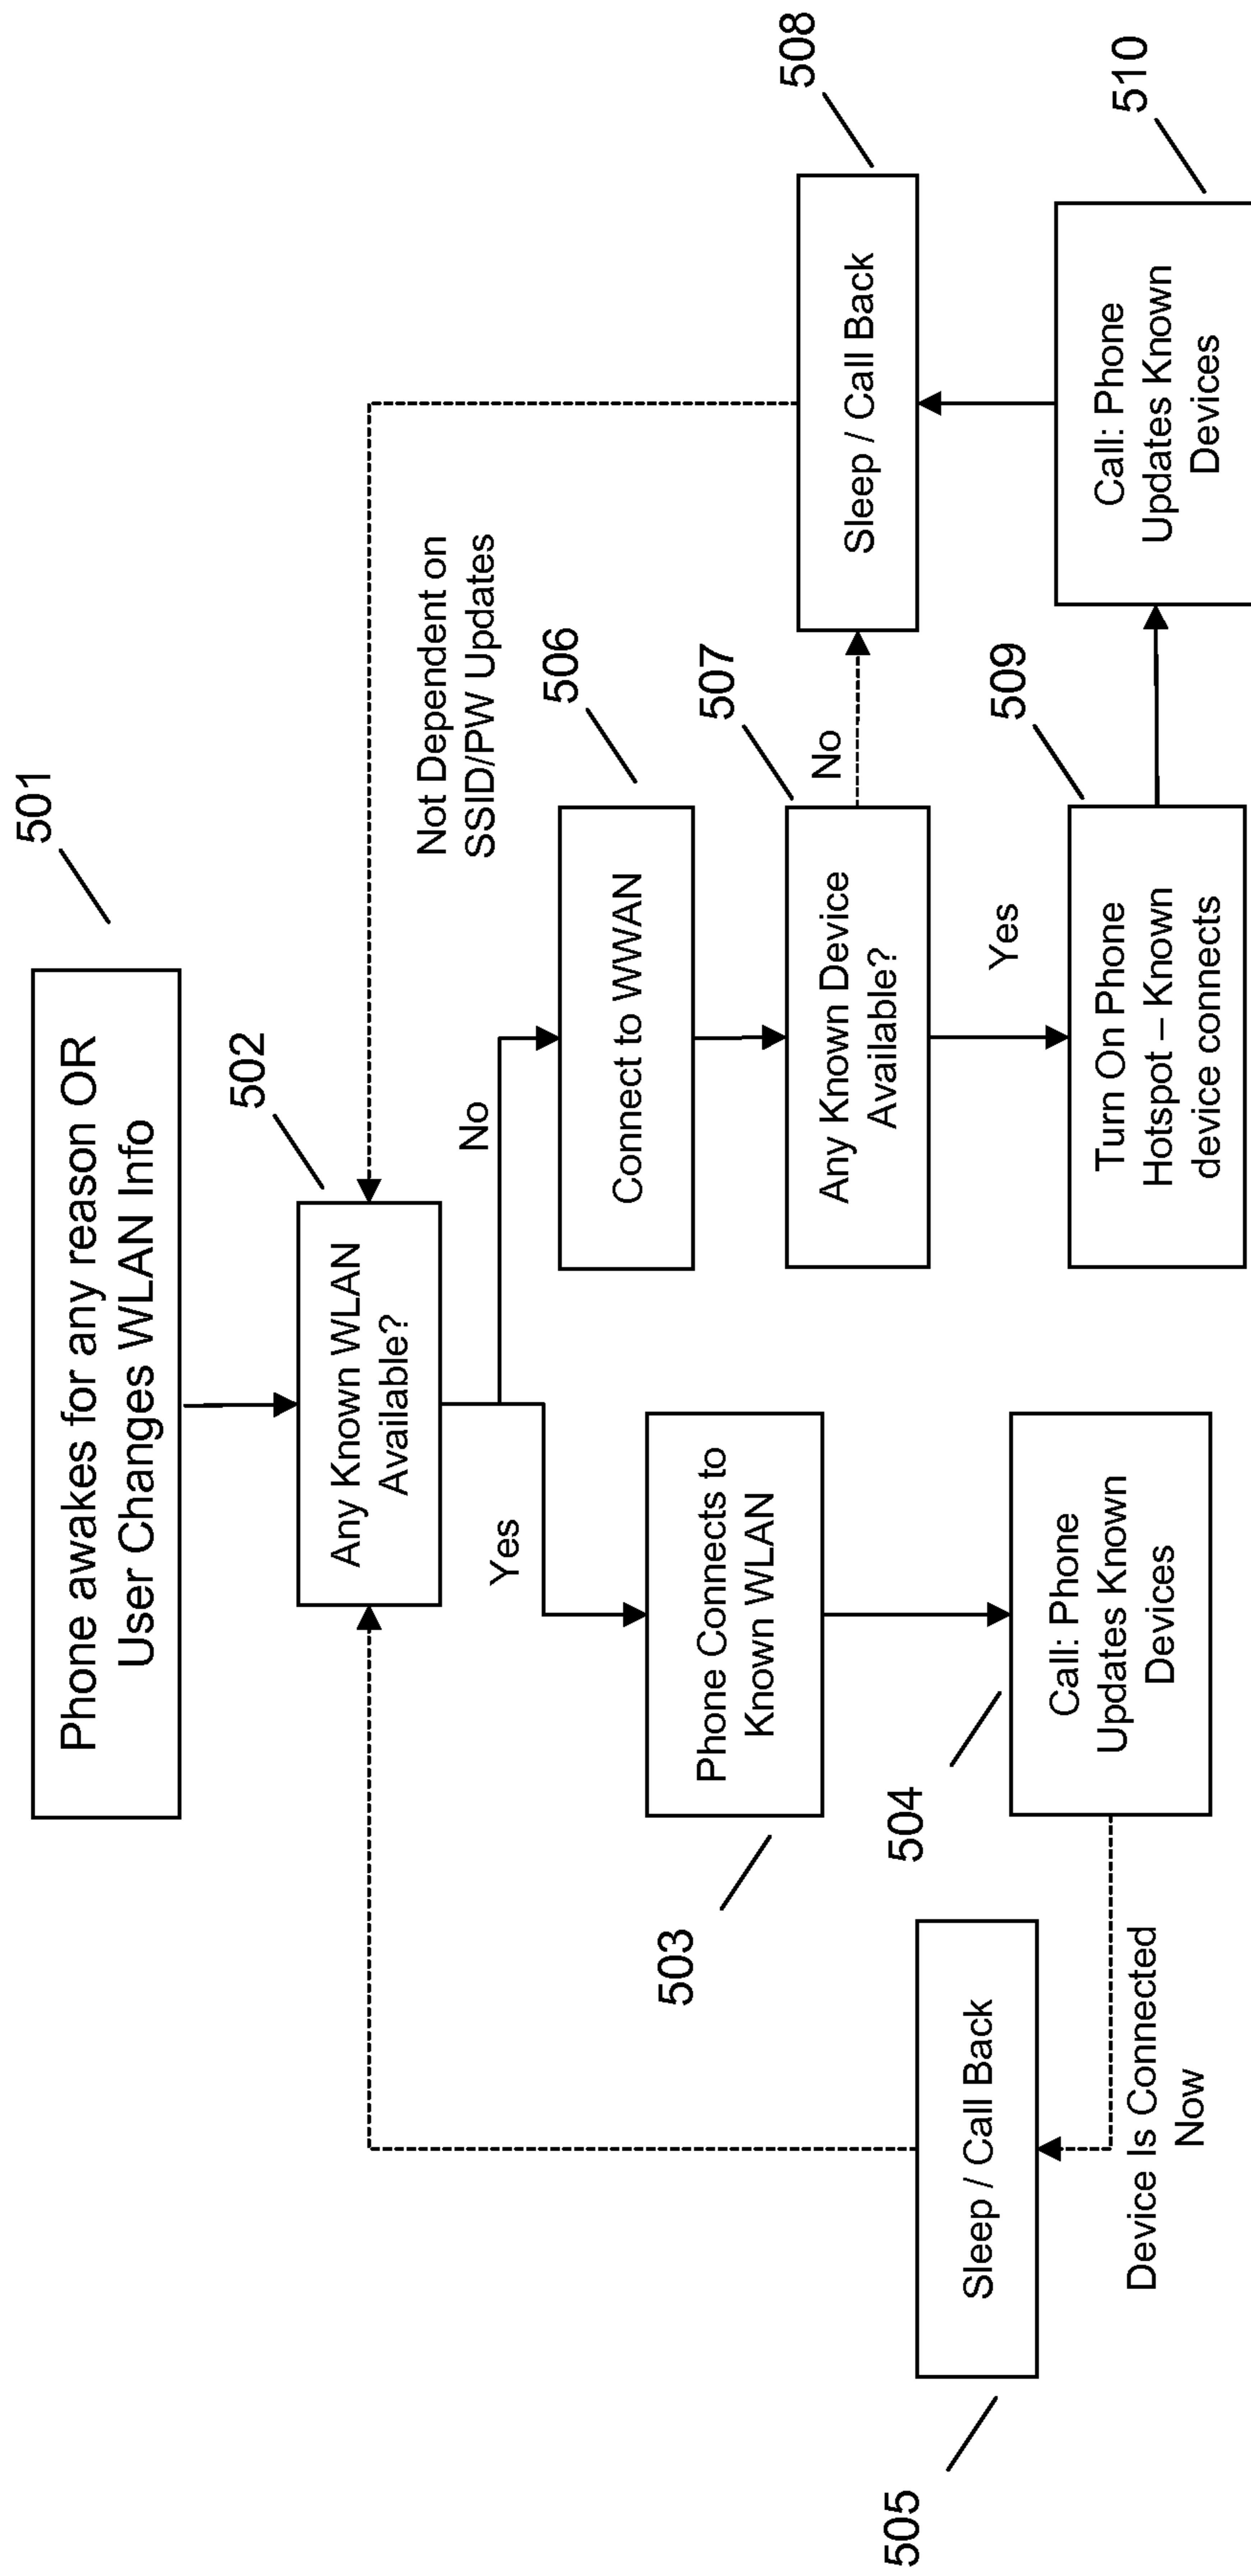 501
Phone awakes for any reason OR
User Changes WLAN Info
502
Any Known WLAN
Available?
Yes
No
Not Dependent on
SSID/PW Updates
503
Phone Connects to
Known WLAN
504
Call: Phone
Updates Known
Devices
Device Is Connected
Now
505
Sleep / Call Back
506
Connect to WWAN
507
Any Known Device
Available?
No
Yes
508
Sleep / Call Back
509
Turn On Phone
Hotspot – Known
device connects
510
Call: Phone
Updates Known
Devices